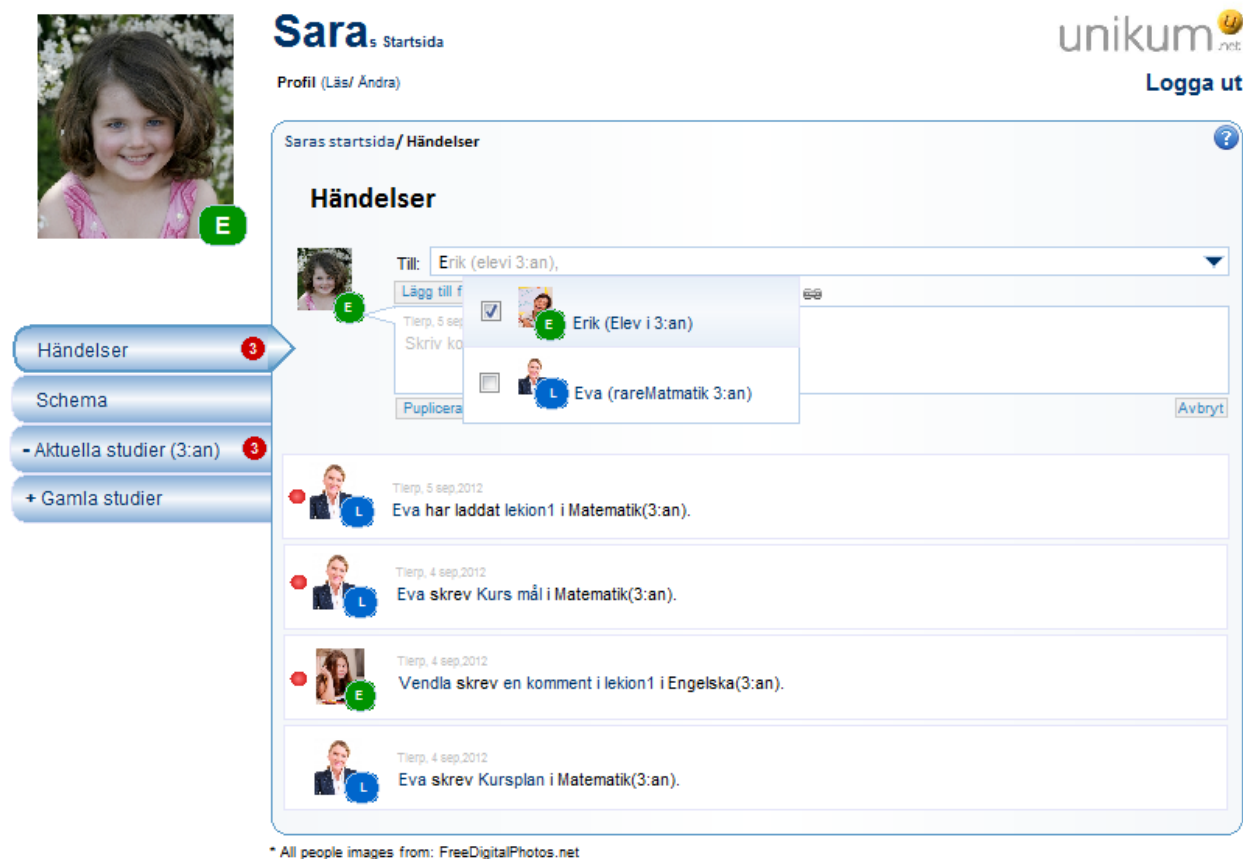 Saras Startsida
unikum.net
Profil (Läs/ Ändra)
Logga ut
E
Saras startsida/ Händelser
?
Händelser
Till: Erik (elevi 3:an),
Lägg till f
E
Tierp, 5 sep
Skriv ko
E Erik (Elev i 3:an)
L Eva (rareMatmatik 3:an)
Puplicera
Avbryt
Händelser 3
Schema
- Aktuella studier (3:an) 3
+ Gamla studier
Tierp, 5 sep,2012
L Eva har laddat lekion1 i Matematik(3:an).
Tierp, 4 sep,2012
L Eva skrev Kurs mål i Matematik(3:an).
Tierp, 4 sep,2012
E Vendla skrev en komment i lekion1 i Engelska(3:an).
Tierp, 4 sep,2012
L Eva skrev Kursplan i Matematik(3:an).
* All people images from: FreeDigitalPhotos.net